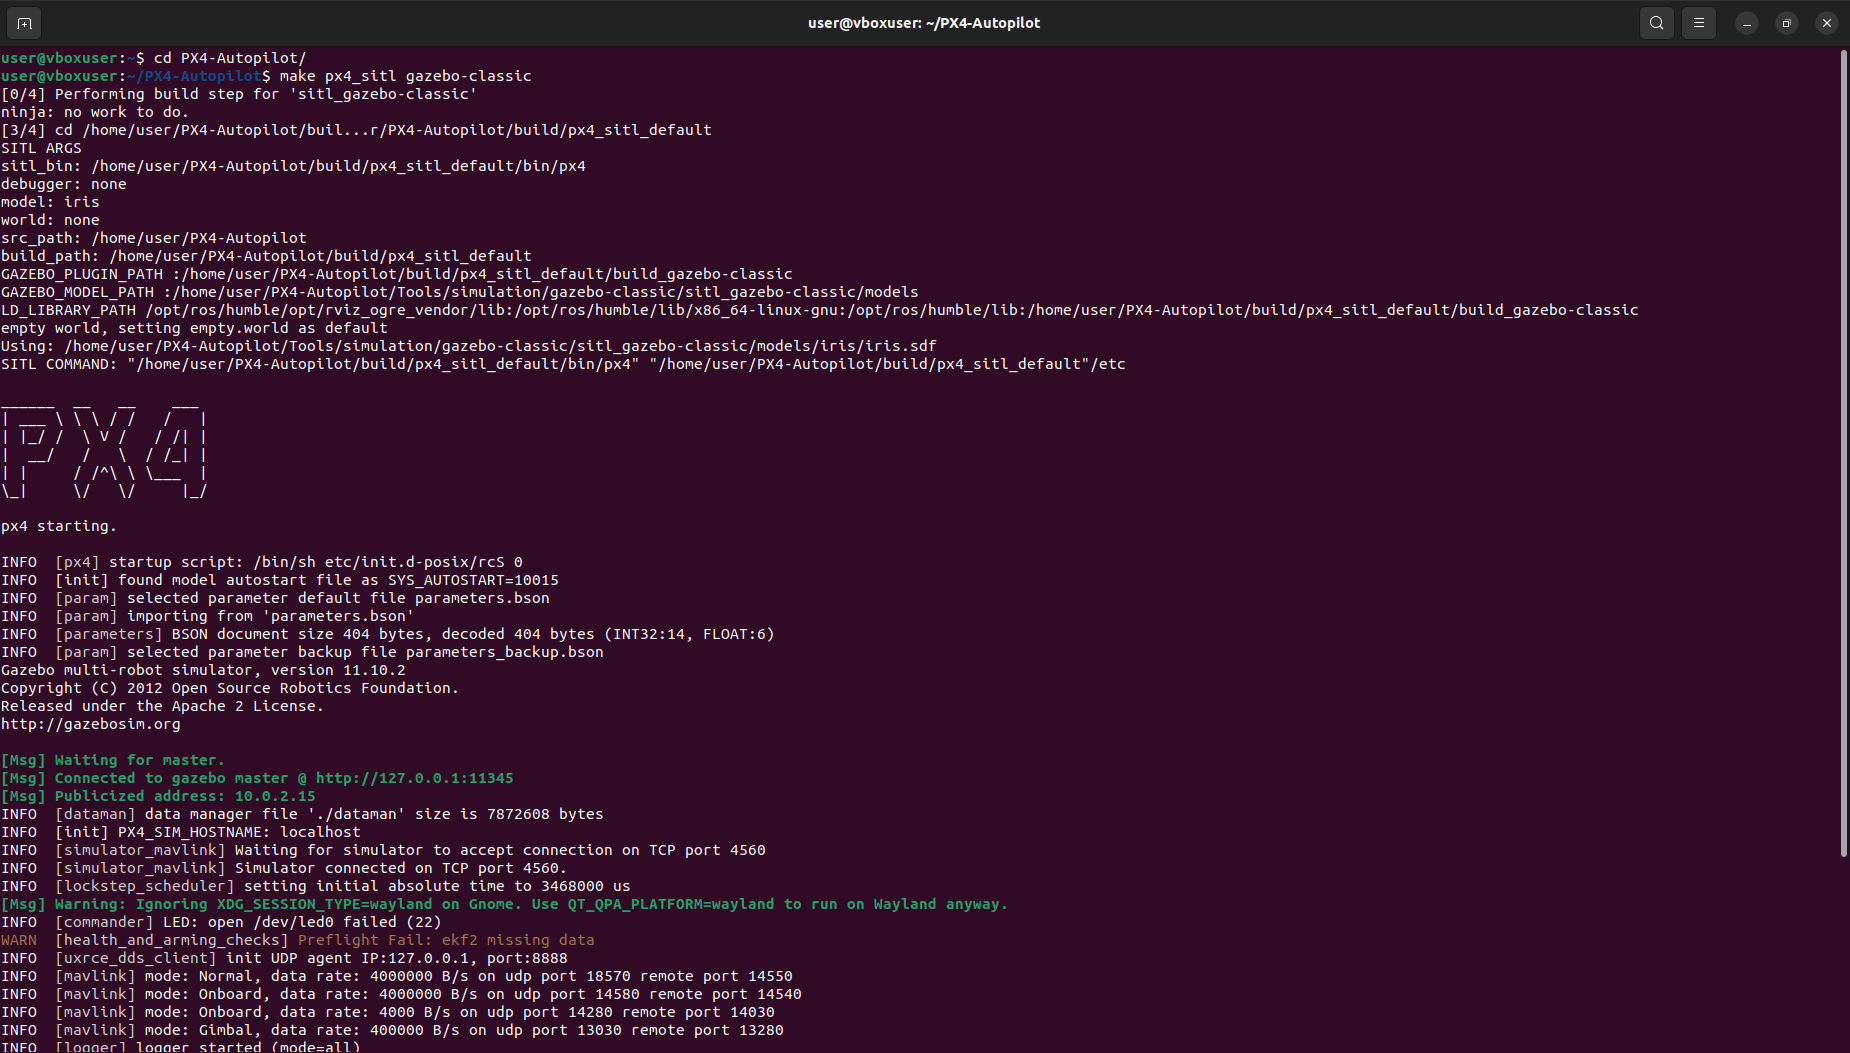 user@vboxuser: ~/PX4-Autopilot
user@vboxuser:~$ cd PX4-Autopilot/
user@vboxuser:~/PX4-Autopilot$ make px4_sitl gazebo-classic
[0/4] Performing build step for 'sitl_gazebo-classic'
ninja: no work to do.
[3/4] cd /home/user/PX4-Autopilot/buil...r/PX4-Autopilot/build/px4_sitl_default
SITL ARGS
sitl_bin: /home/user/PX4-Autopilot/build/px4_sitl_default/bin/px4
debugger: none
model: iris
world: none
src_path: /home/user/PX4-Autopilot
build_path: /home/user/PX4-Autopilot/build/px4_sitl_default
GAZEBO_PLUGIN_PATH :/home/user/PX4-Autopilot/build/px4_sitl_default/build_gazebo-classic
GAZEBO_MODEL_PATH :/home/user/PX4-Autopilot/Tools/simulation/gazebo-classic/sitl_gazebo-classic/models
LD_LIBRARY_PATH /opt/ros/humble/opt/rviz_ogre_vendor/lib:/opt/ros/humble/lib/x86_64-linux-gnu:/opt/ros/humble/lib:/home/user/PX4-Autopilot/build/px4_sitl_default/build_gazebo-classic
empty world, setting empty.world as default
Using: /home/user/PX4-Autopilot/Tools/simulation/gazebo-classic/sitl_gazebo-classic/models/iris/iris.sdf
SITL COMMAND: "/home/user/PX4-Autopilot/build/px4_sitl_default/bin/px4" "/home/user/PX4-Autopilot/build/px4_sitl_default"/etc
______  __   __    ___
| ___ \ \ \ / /   /   |
| |_/ /  \ V /   / /| |
|  __/   /   \  / /_| |
| |     / /^\ \ \___  |
\_|     \/   \/     |_/
px4 starting.
INFO  [px4] startup script: /bin/sh etc/init.d-posix/rcS 0
INFO  [init] found model autostart file as SYS_AUTOSTART=10015
INFO  [param] selected parameter default file parameters.bson
INFO  [param] importing from 'parameters.bson'
INFO  [parameters] BSON document size 404 bytes, decoded 404 bytes (INT32:14, FLOAT:6)
INFO  [param] selected parameter backup file parameters_backup.bson
Gazebo multi-robot simulator, version 11.10.2
Copyright (C) 2012 Open Source Robotics Foundation.
Released under the Apache 2 License.
http://gazebosim.org
[Msg] Waiting for master.
[Msg] Connected to gazebo master @ http://127.0.0.1:11345
[Msg] Publicized address: 10.0.2.15
INFO  [dataman] data manager file './dataman' size is 7872608 bytes
INFO  [init] PX4_SIM_HOSTNAME: localhost
INFO  [simulator_mavlink] Waiting for simulator to accept connection on TCP port 4560
INFO  [simulator_mavlink] Simulator connected on TCP port 4560.
INFO  [lockstep_scheduler] setting initial absolute time to 3468000 us
[Msg] Warning: Ignoring XDG_SESSION_TYPE=wayland on Gnome. Use QT_QPA_PLATFORM=wayland to run on Wayland anyway.
INFO  [commander] LED: open /dev/led0 failed (22)
WARN  [health_and_arming_checks] Preflight Fail: ekf2 missing data
INFO  [uxrce_dds_client] init UDP agent IP:127.0.0.1, port:8888
INFO  [mavlink] mode: Normal, data rate: 4000000 B/s on udp port 18570 remote port 14550
INFO  [mavlink] mode: Onboard, data rate: 4000000 B/s on udp port 14580 remote port 14540
INFO  [mavlink] mode: Onboard, data rate: 4000 B/s on udp port 14280 remote port 14030
INFO  [mavlink] mode: Gimbal, data rate: 400000 B/s on udp port 13030 remote port 13280
INFO  [logger] logger started (mode=all)